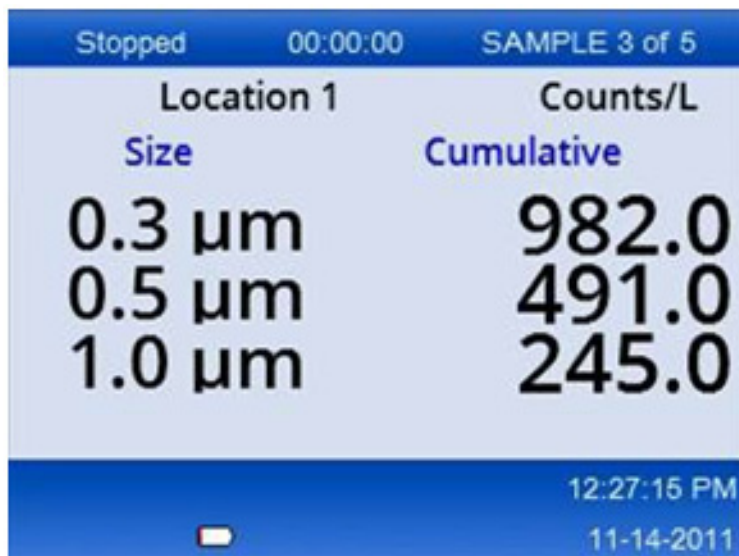 Stopped 00:00:00 SAMPLE 3 of 5
Location 1 Counts/L
Size Cumulative
0.3 µm 982.0
0.5 µm 491.0
1.0 µm 245.0
12:27:15 PM
11-14-2011